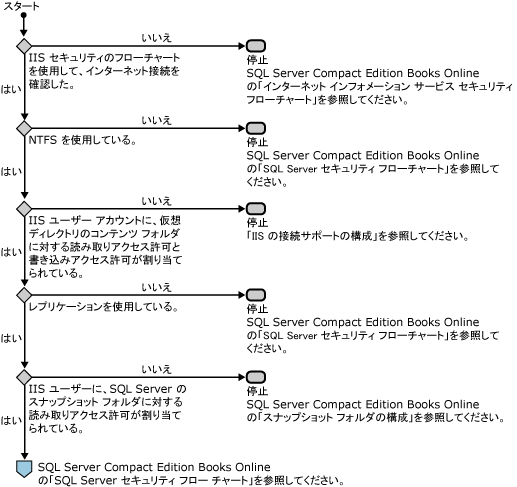 スタート
いいえ
IIS セキュリティのフローチャート
を使用して、インターネット接続を
確認した。
停止
SQL Server Compact Edition Books Online
の「インターネット インフォメーション サービス セキュリティ
フローチャート」を参照してください。
はい
いいえ
NTFS を使用している。
停止
SQL Server Compact Edition Books Online
の「SQL Server セキュリティ フローチャート」を参照して
ください。
はい
いいえ
IIS ユーザー アカウントに、仮想
ディレクトリのコンテンツ フォルダ
に対する読み取りアクセス許可と
書き込みアクセス許可が割り当て
られている。
停止
「IIS の接続サポートの構成」を参照してください。
はい
いいえ
レプリケーションを使用している。
停止
SQL Server Compact Edition Books Online
の「SQL Server セキュリティ フローチャート」を参照して
ください。
はい
いいえ
IIS ユーザーに、SQL Server の
スナップショット フォルダに対する
読み取りアクセス許可が割り当て
られている。
停止
SQL Server Compact Edition Books Online
の「スナップショット フォルダの構成」を参照してください。
はい
SQL Server Compact Edition Books Online
の「SQL Server セキュリティ フロー チャート」を参照してください。